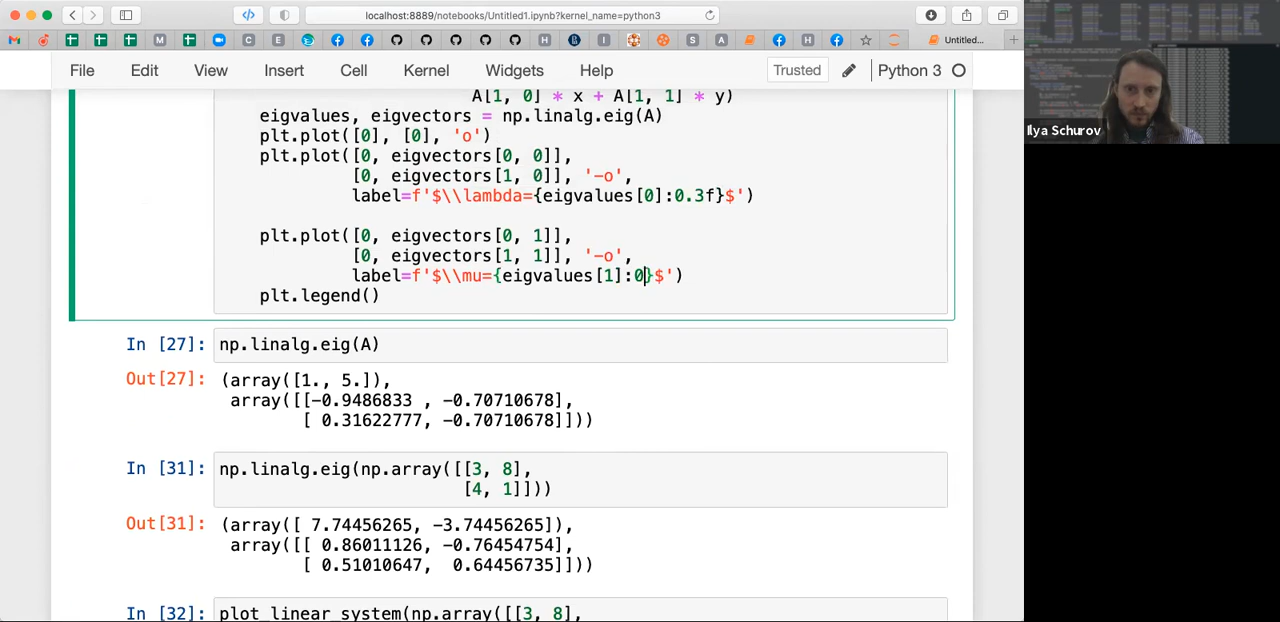 localhost:8889/notebooks/Untitled1.ipynb?kernel_name=python3
M C E H I S A H Untitled...
File Edit View Insert Cell Kernel Widgets Help Trusted Python 3
Ilya Schurov
A[1, 0] * x + A[1, 1] * y)
eigvalues, eigvectors = np.linalg.eig(A)
plt.plot([0], [0], 'o')
plt.plot([0, eigvectors[0, 0]],
[0, eigvectors[1, 0]], '-o',
label=f'$\\lambda={eigvalues[0]:0.3f}$')
plt.plot([0, eigvectors[0, 1]],
[0, eigvectors[1, 1]], '-o',
label=f'$\\mu={eigvalues[1]:0}$')
plt.legend()
In [27]: np.linalg.eig(A)
Out[27]: (array([1., 5.]),
array([[-0.9486833 , -0.70710678],
[ 0.31622777, -0.70710678]]))
In [31]: np.linalg.eig(np.array([[3, 8],
[4, 1]]))
Out[31]: (array([ 7.74456265, -3.74456265]),
array([[ 0.86011126, -0.76454754],
[ 0.51010647, 0.64456735]]))
In [32]: plot_linear_system(np.array([[3, 8],